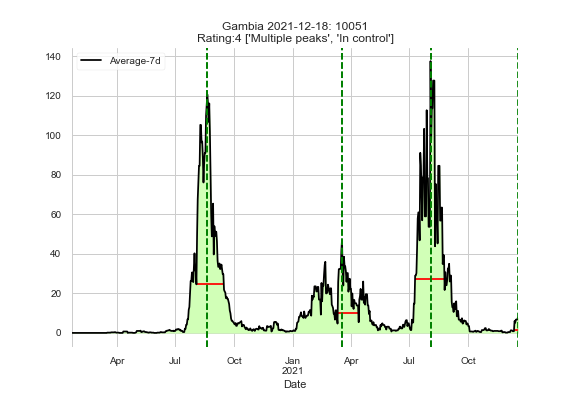 Gambia 2021-12-18: 10051
Rating:4 ['Multiple peaks', 'In control']
Average-7d
140
120
100
80
60
40
20
0
Apr Jul Oct Jan Apr Jul Oct
2021
Date